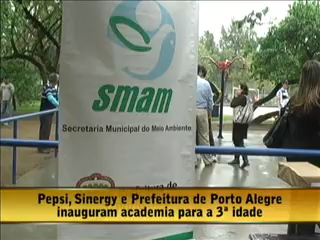 smam
Secretaria Municipal do Meio Ambiente
Pepsi, Sinergy e Prefeitura de Porto Alegre
inauguram academia para a 3ª idade